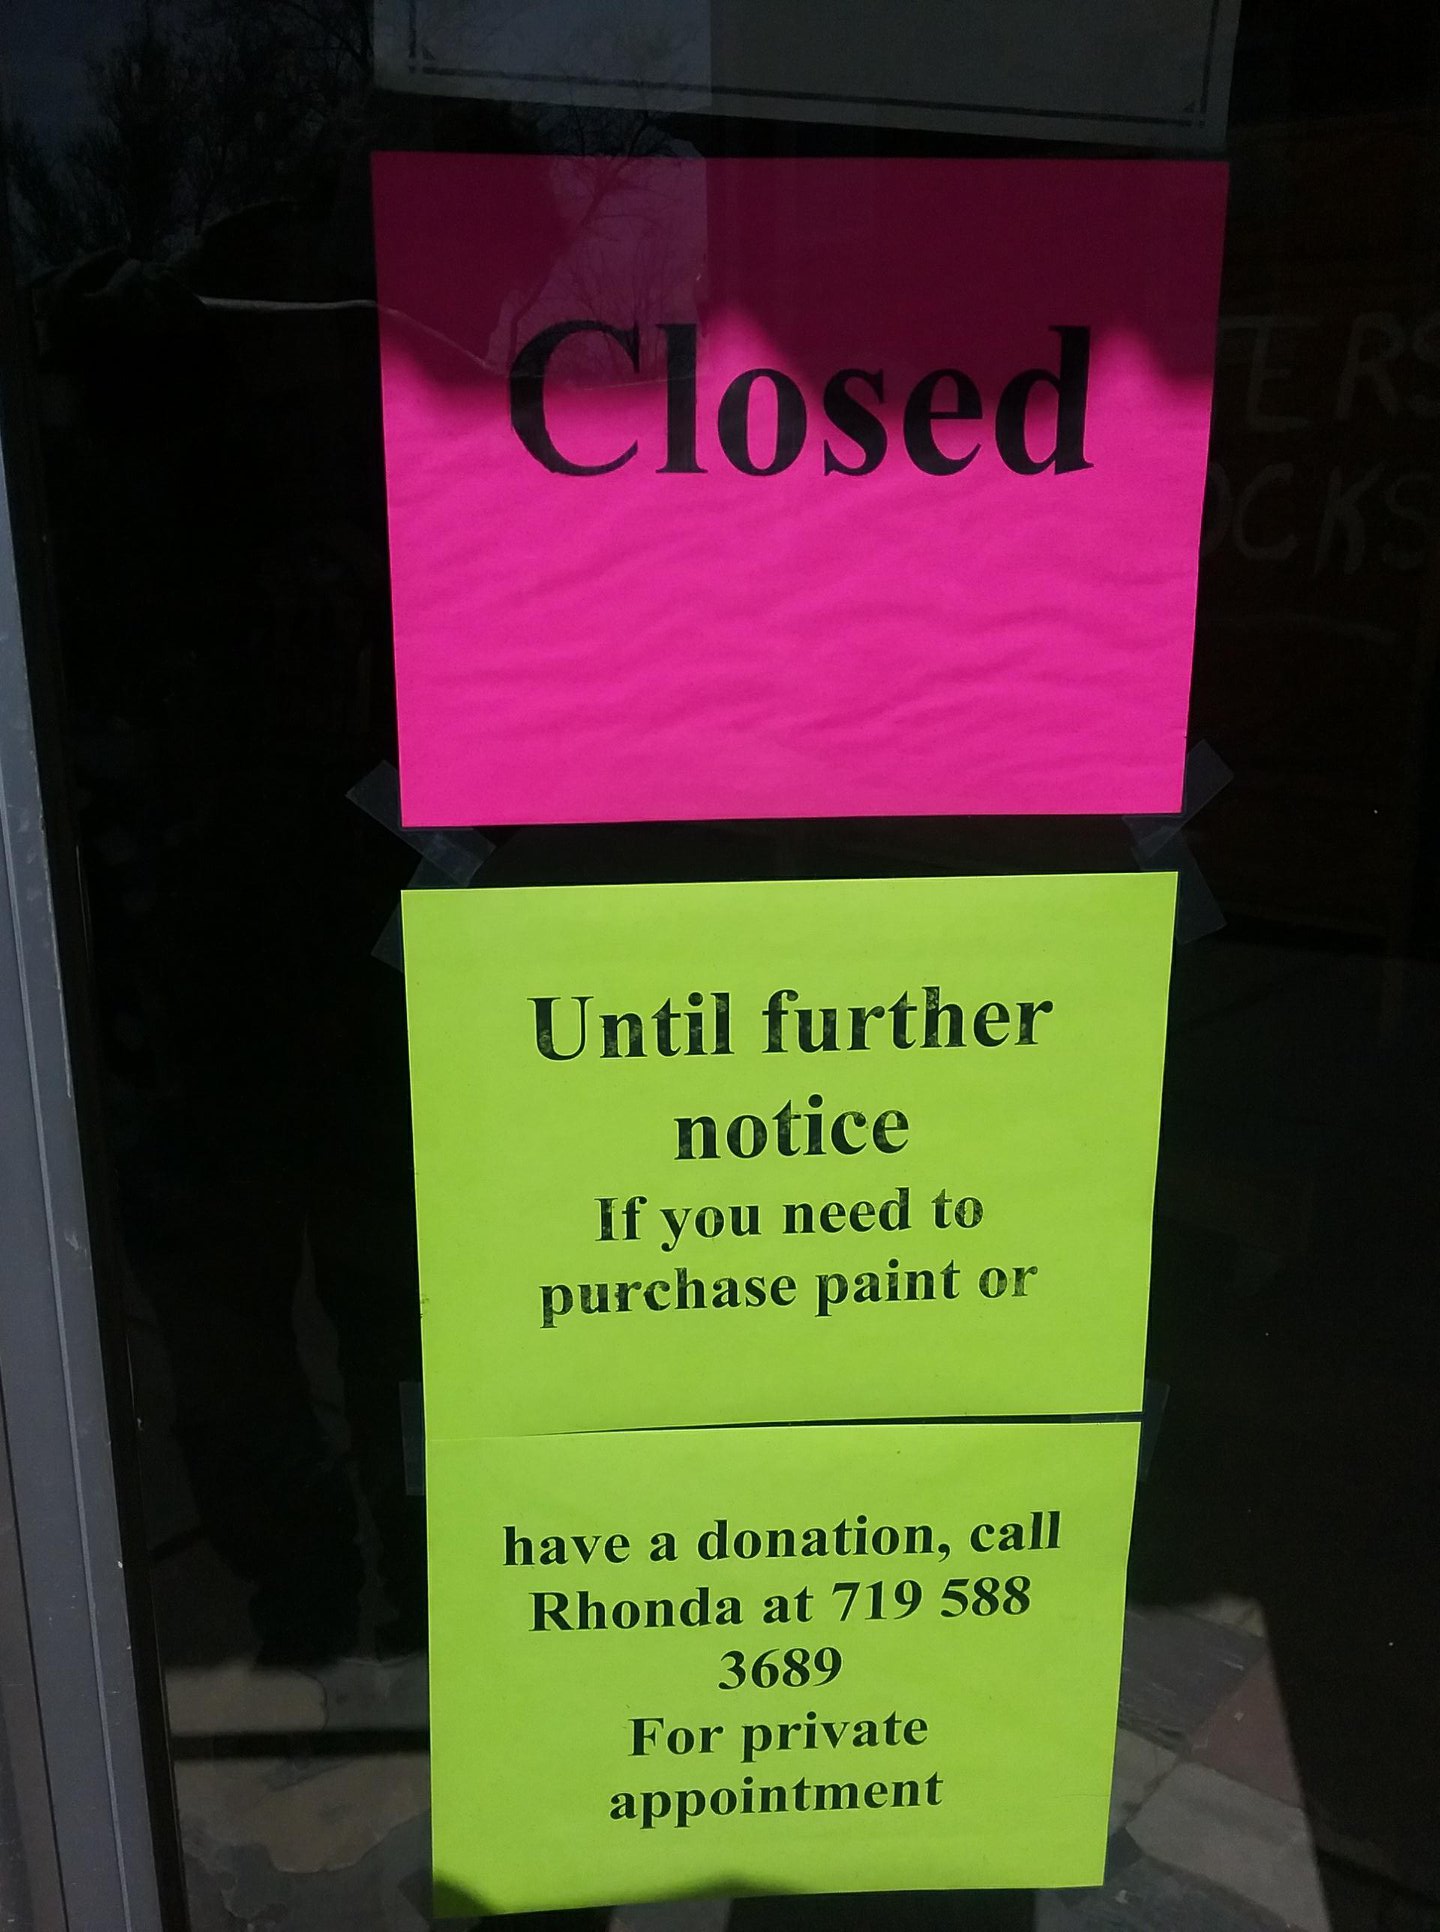 Closed
Until further
notice
If you need to
purchase paint or
have a donation, call
Rhonda at 719 588
3689
For private
appointment